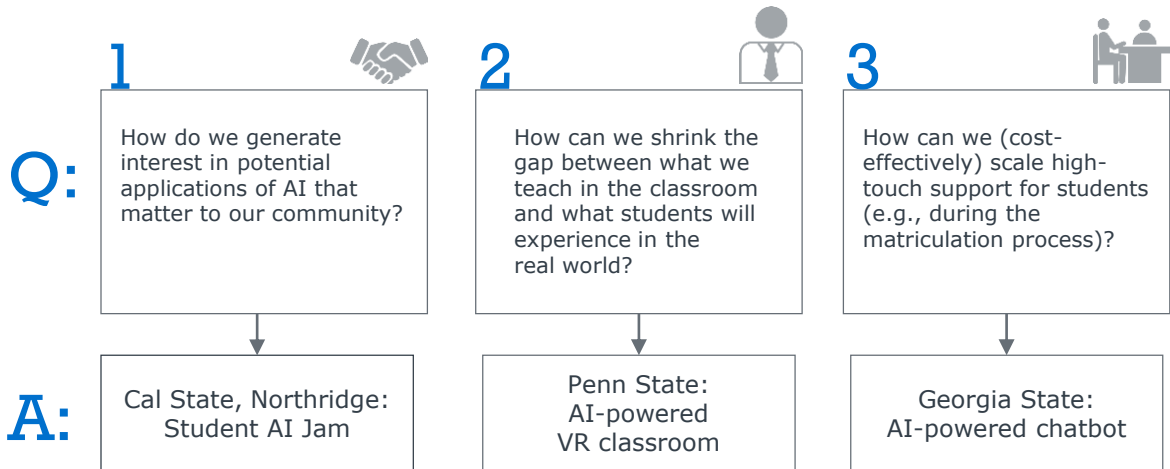 1
2
3
Q:
How do we generate
interest in potential
applications of AI that
matter to our community?
How can we shrink the
gap between what we
teach in the classroom
and what students will
experience in the
real world?
How can we (cost-
effectively) scale high-
touch support for students
(e.g., during the
matriculation process)?
A:
Cal State, Northridge:
Student AI Jam
Penn State:
AI-powered
VR classroom
Georgia State:
AI-powered chatbot